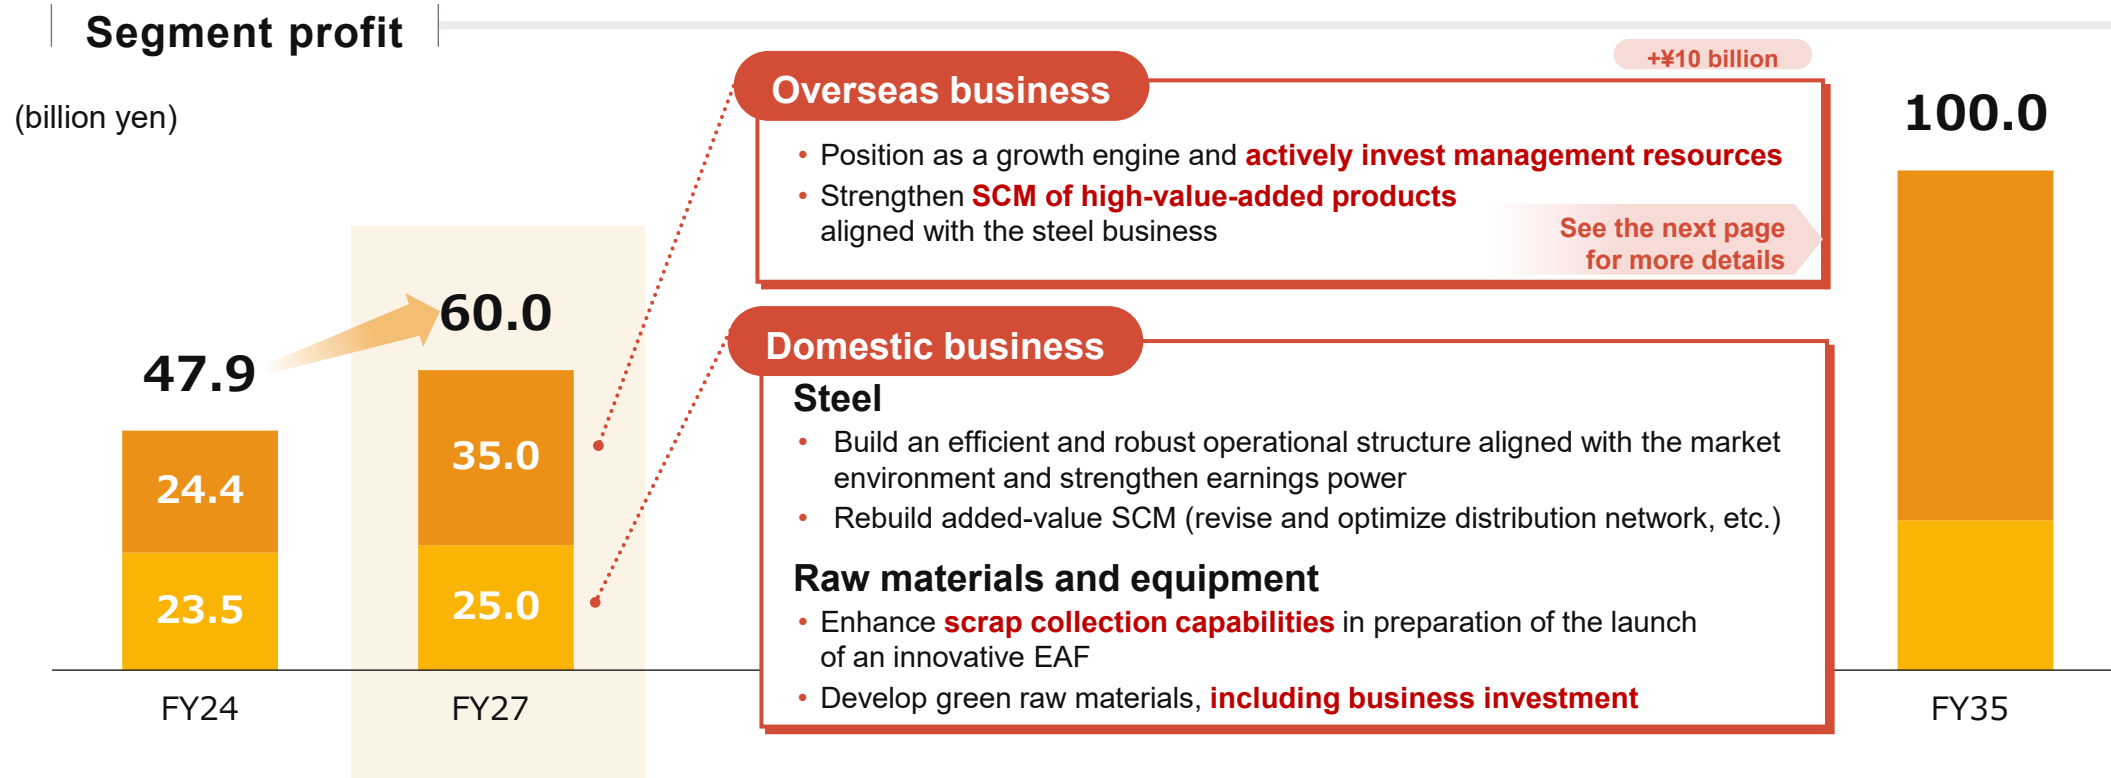 Segment profit
(billion yen)
+¥10 billion
Overseas business
• Position as a growth engine and actively invest management resources
• Strengthen SCM of high-value-added products
aligned with the steel business
See the next page
for more details
100.0
60.0
47.9
35.0
24.4
25.0
23.5
Domestic business
Steel
• Build an efficient and robust operational structure aligned with the market
environment and strengthen earnings power
• Rebuild added-value SCM (revise and optimize distribution network, etc.)
Raw materials and equipment
• Enhance scrap collection capabilities in preparation of the launch
of an innovative EAF
• Develop green raw materials, including business investment
FY24
FY27
FY35